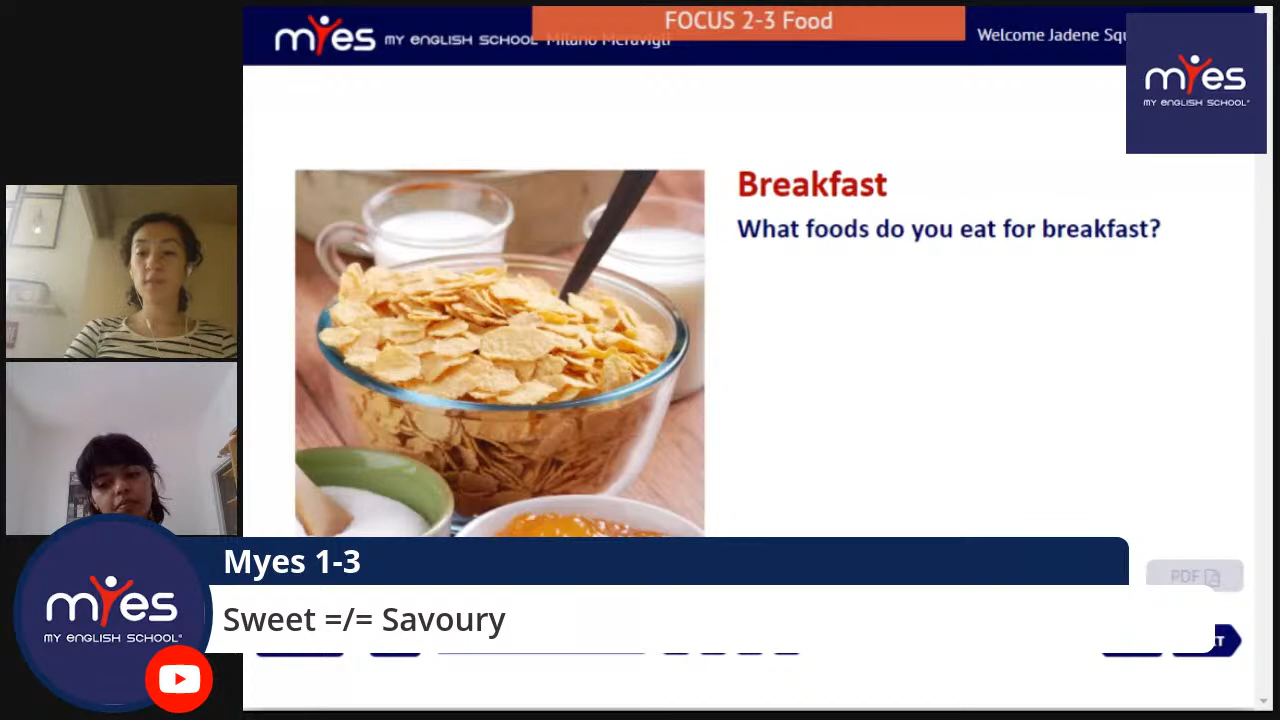 FOCUS 2-3 Food
myes MY ENGLISH SCHOOL Milano Meravigli
Welcome Jadene Squ
myes
MY ENGLISH SCHOOL
Breakfast
What foods do you eat for breakfast?
PDF
Myes 1-3
Sweet =/= Savoury
myes
MY ENGLISH SCHOOL